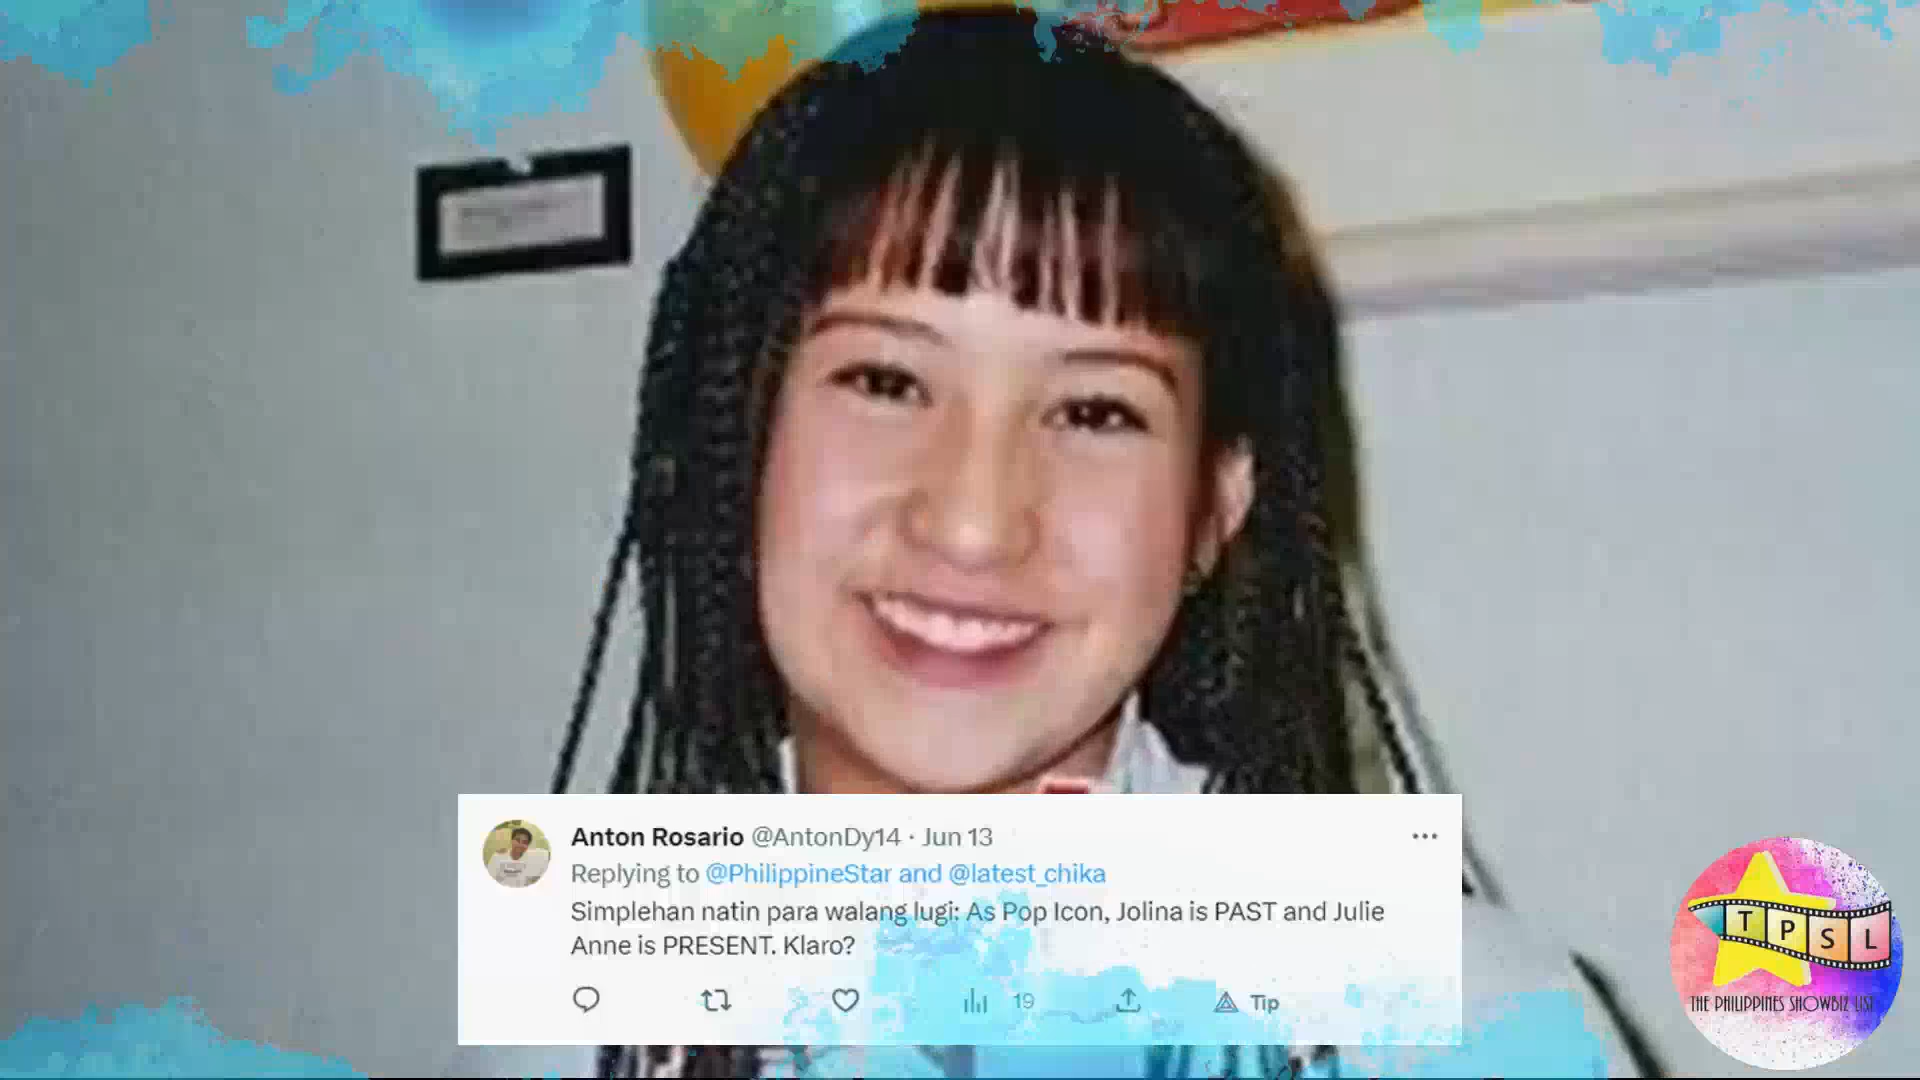 Anton Rosario @AntonDy14 · Jun 13
Replying to @PhilippineStar and @latest_chika
Simplehan natin para walang lugi: As Pop Icon, Jolina is PAST and Julie
Anne is PRESENT. Klaro?
19
Tip
T P S L
THE PHILIPPINES SHOWBIZ LIST